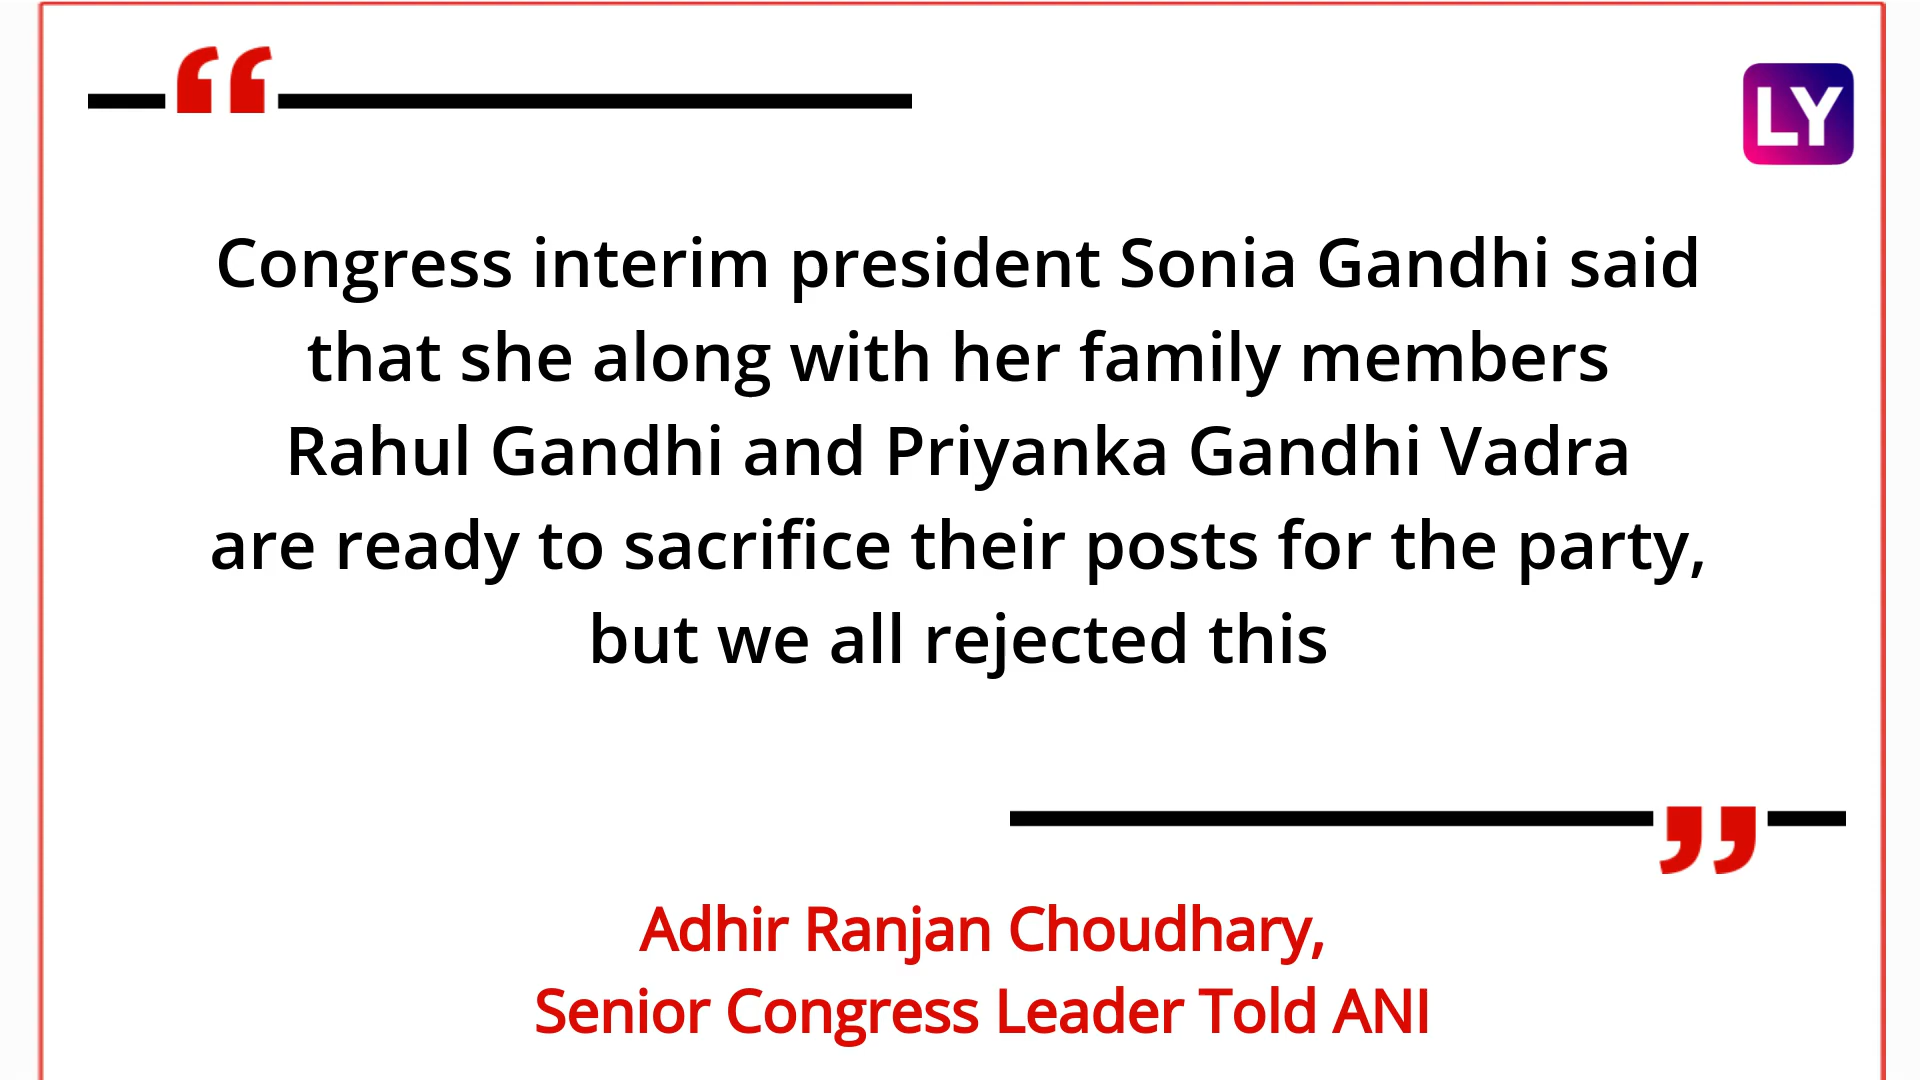 LY
Congress interim president Sonia Gandhi said
that she along with her family members
Rahul Gandhi and Priyanka Gandhi Vadra
are ready to sacrifice their posts for the party,
but we all rejected this
Adhir Ranjan Choudhary,
Senior Congress Leader Told ANI